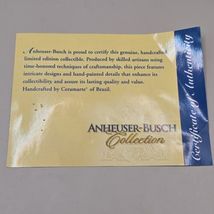 Anheuser-Busch is proud to certify this genuine, handcrafted
limited edition collectible. Produced by skilled artisans using
time-honored techniques of craftsmanship, this piece features
intricate designs and hand-painted details that enhance its
collectibility, and assure its lasting quality and value.
Handcrafted by Ceramarte® of Brazil.
ANHEUSER-BUSCH
Collection
Certificate of Authenticity